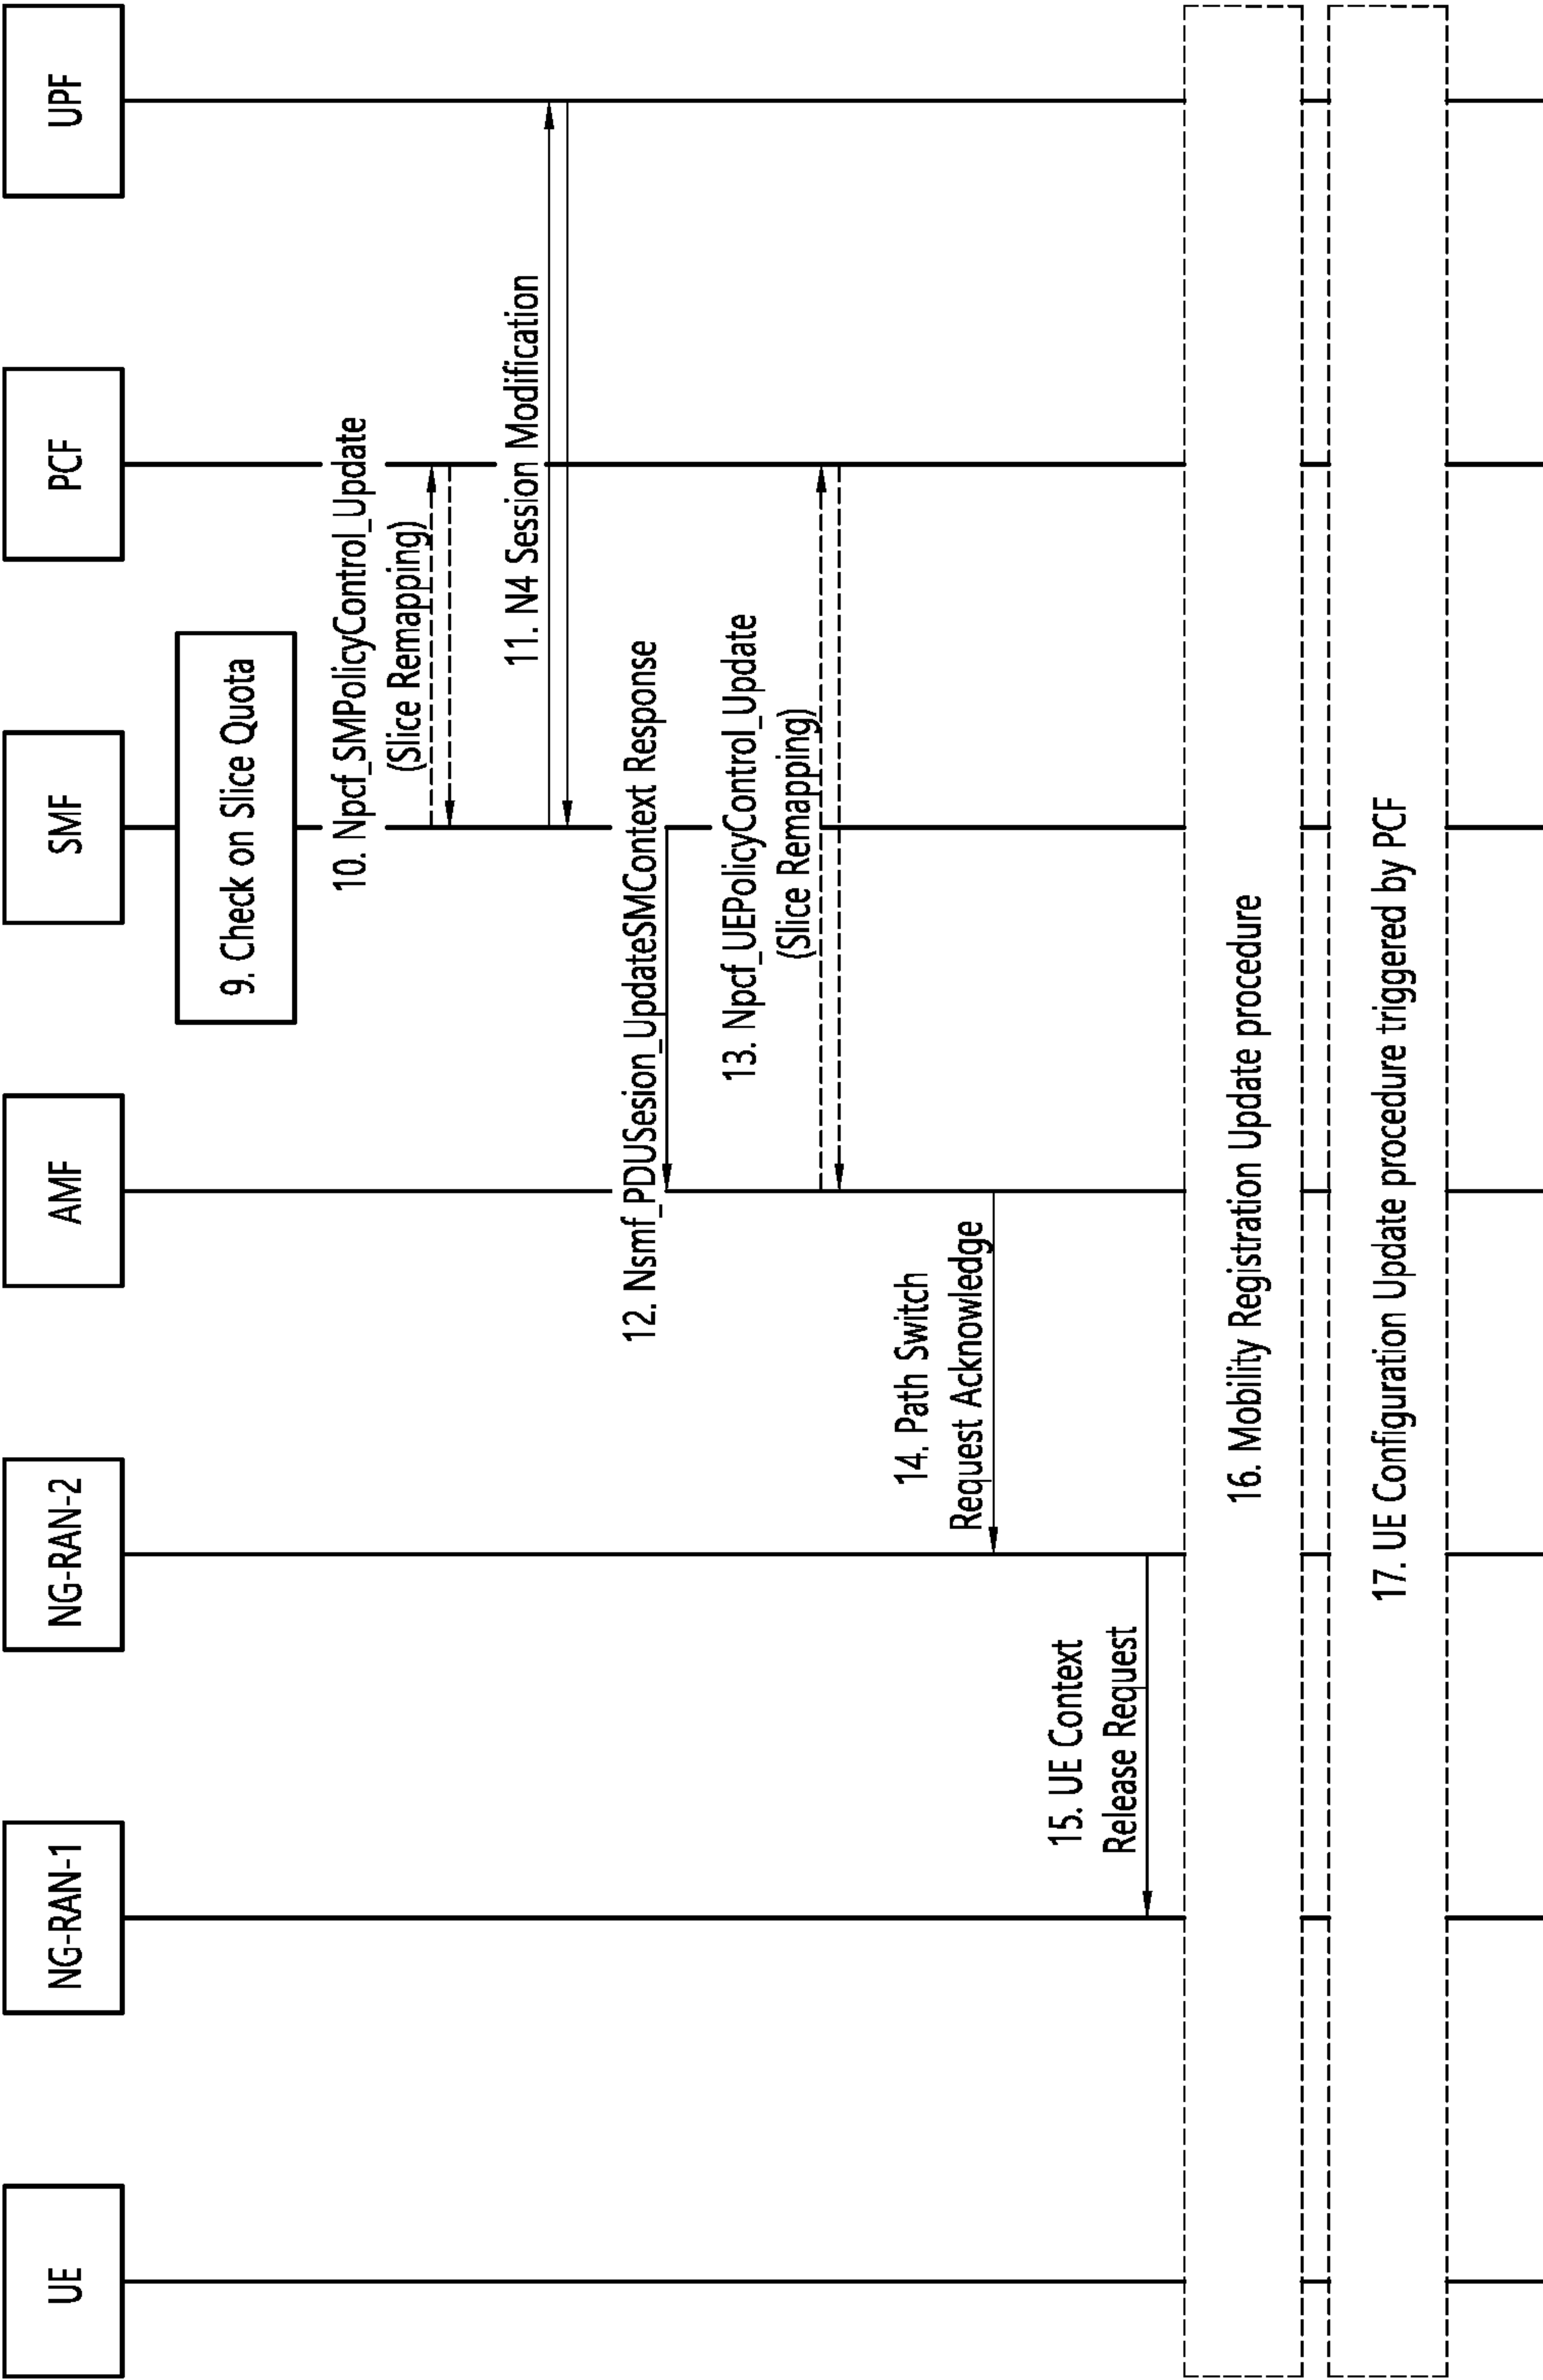 UE
NG-RAN-1
NG-RAN-2
AMF
SMF
PCF
UPF
9. Check on Slice Quota
10. Npcf_SMPolicyControl_Update
(Slice Remapping)
11. N4 Session Modification
12. Nsmf_PDUSesion_UpdateSMContext Response
13. Npcf_UEPolicyControl_Update
(Slice Remapping)
14. Path Switch
Request Acknowledge
15. UE Context
Release Request
16. Mobility Registration Update procedure
17. UE Configuration Update procedure triggered by PCF